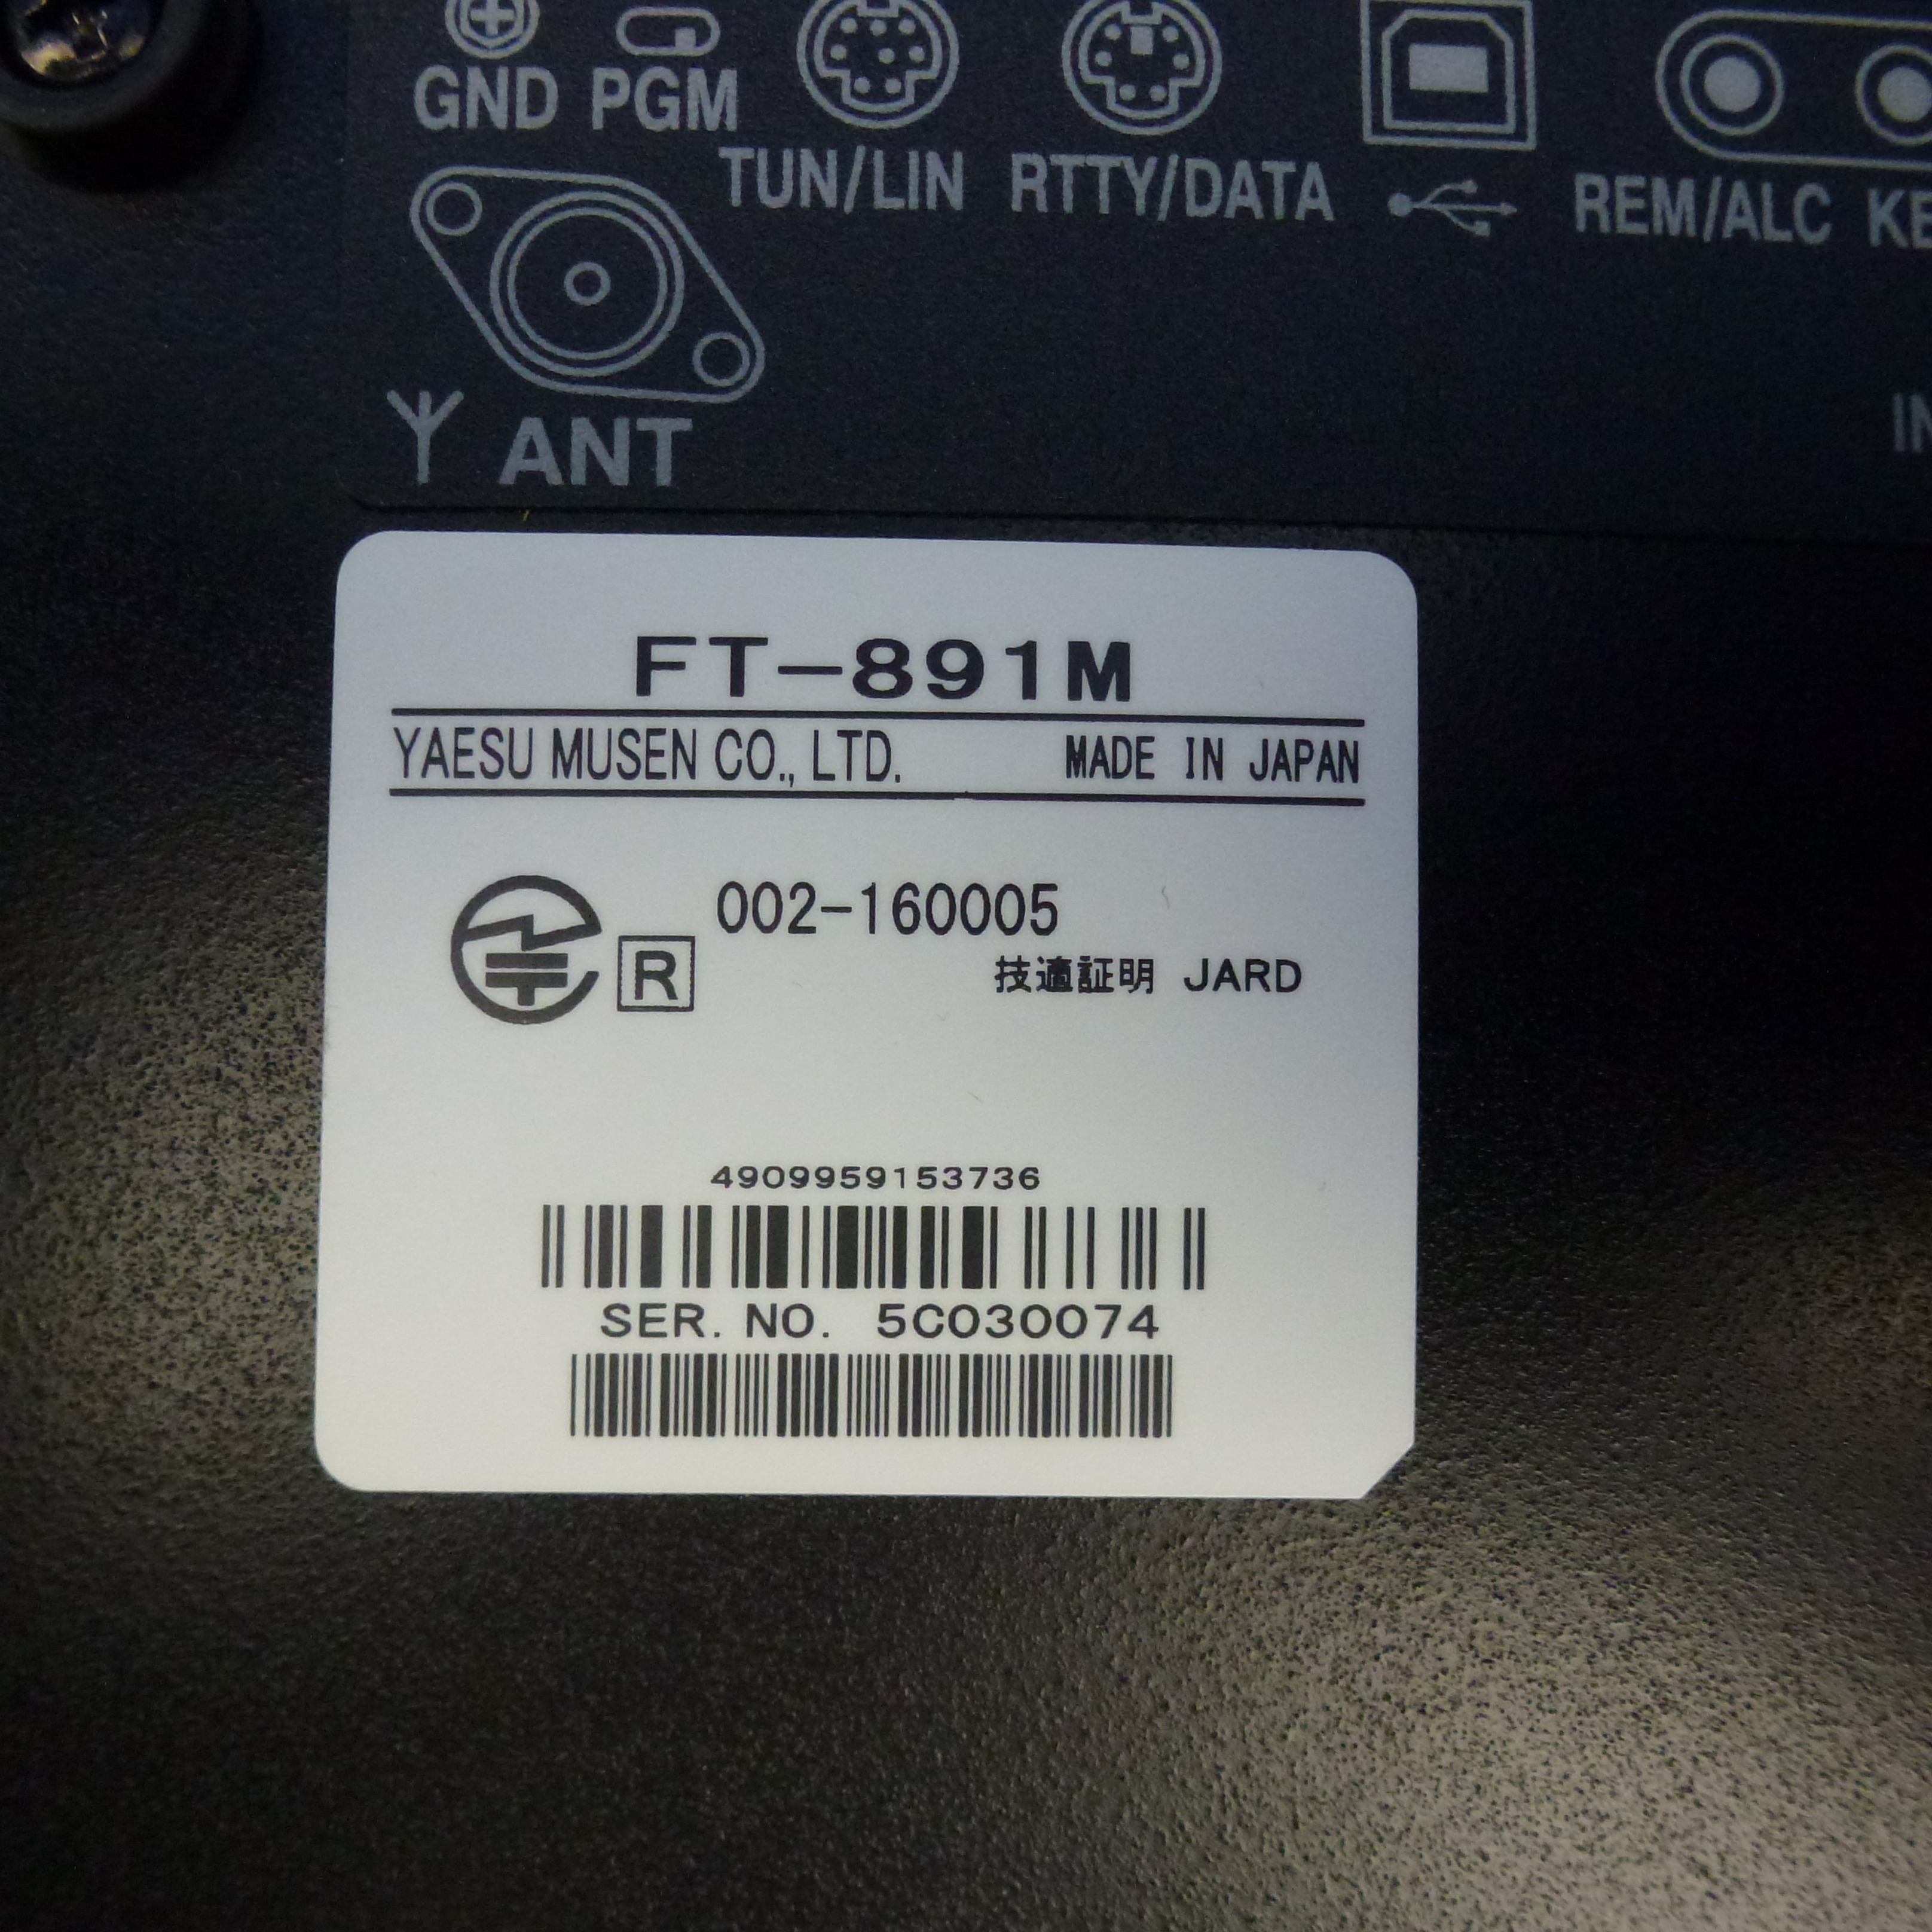 GND PGM
TUN/LIN RTTY/DATA REM/ALC
ANT
FT-891M
YAESU MUSEN CO., LTD. MADE IN JAPAN
002-160005
R
技適証明 JARD
4909959153736
SER. NO. 5C030074